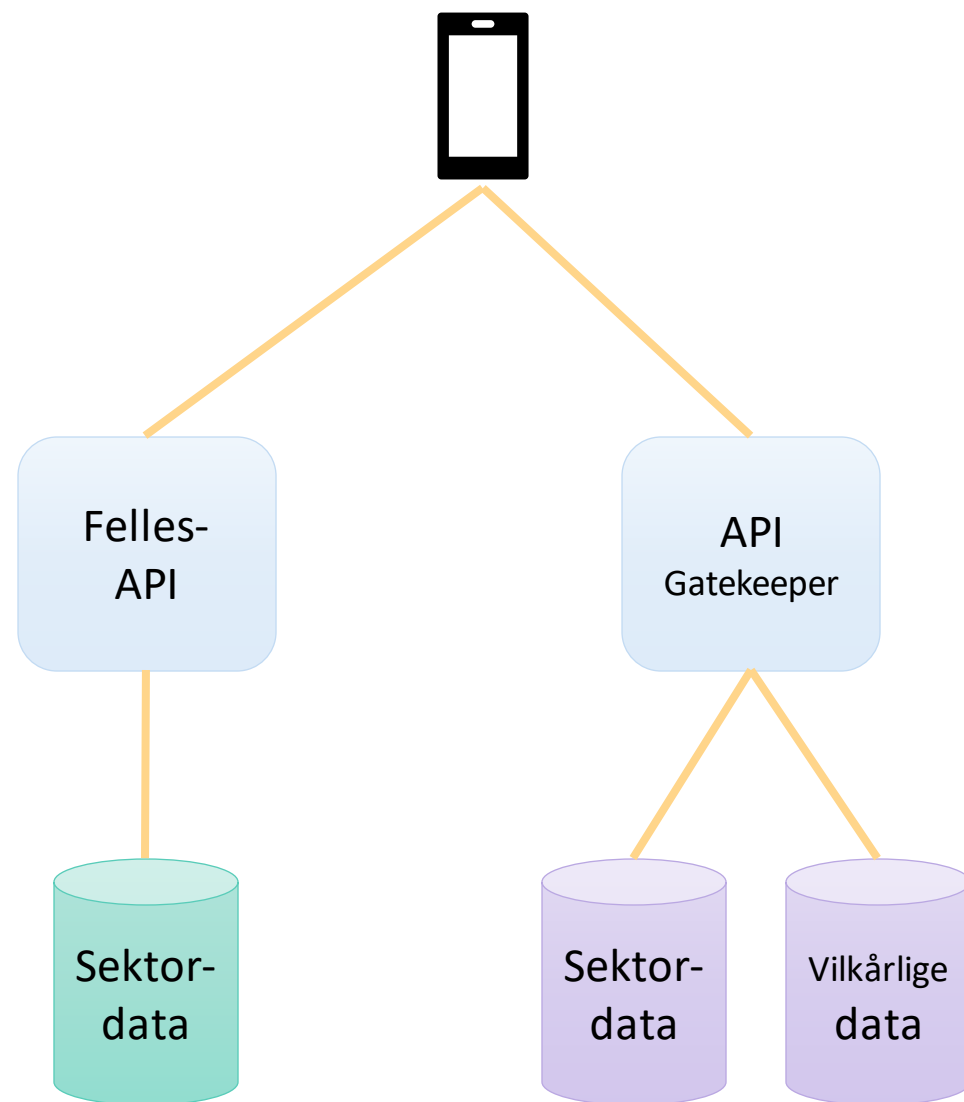 Felles-
API
API
Gatekeeper
Sektor-
data
Sektor-
data
Vilkårlige
data